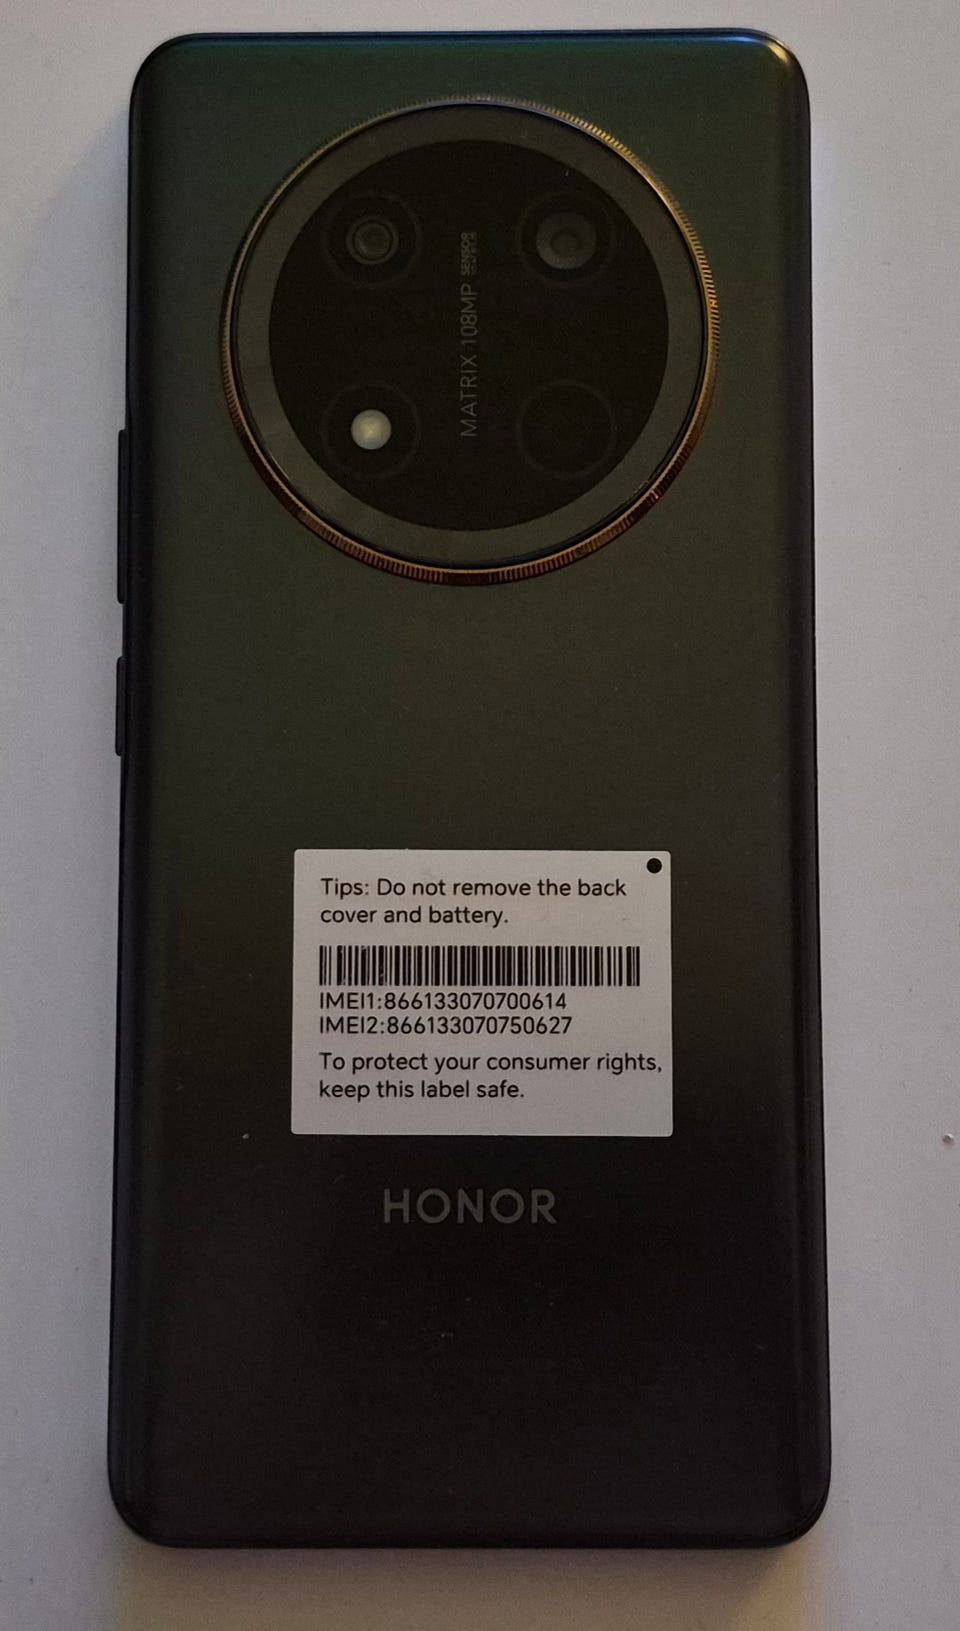 MATRIX 108MP SENSOR
Tips: Do not remove the back
cover and battery.
IMEI1:866133070700614
IMEI2:866133070750627
To protect your consumer rights,
keep this label safe.
HONOR